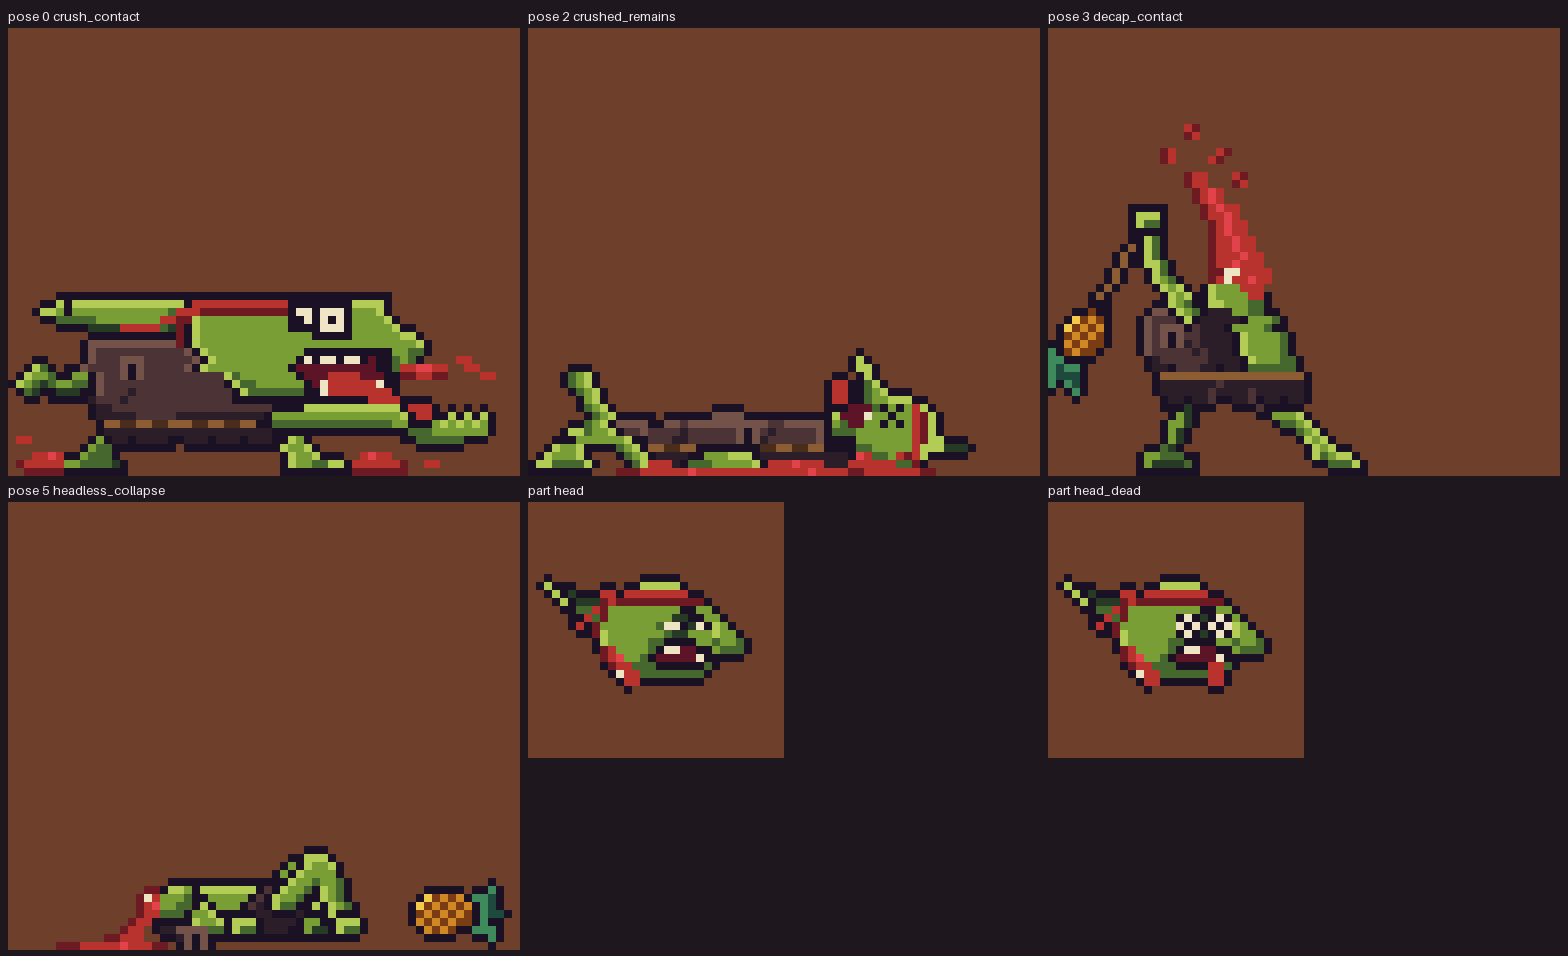 pose 0 crush_contact
pose 2 crushed_remains
pose 3 decap_contact
pose 5 headless_collapse
part head
part head_dead